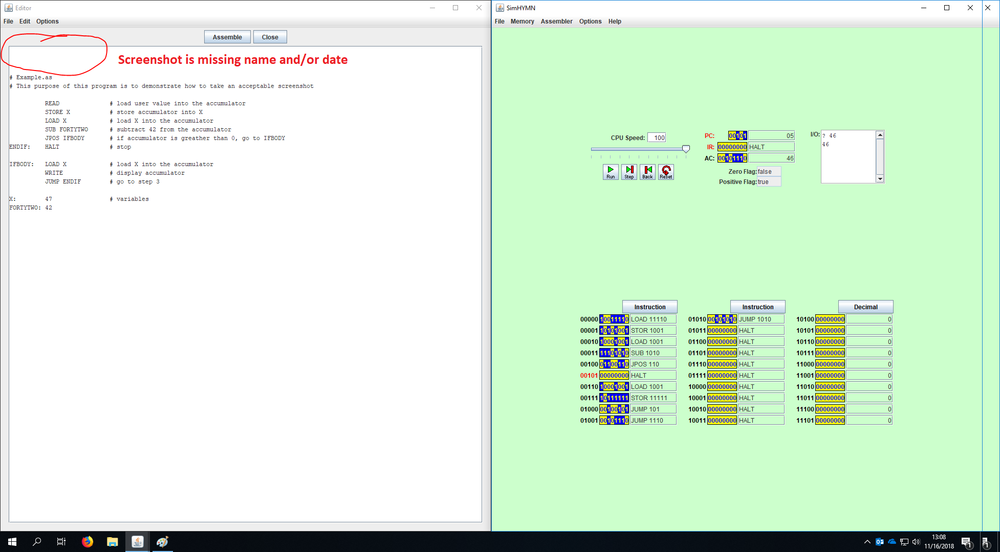 Editor
File Edit Options
Assemble Close
Screenshot is missing name and/or date
# Example.as
# This purpose of this program is to demonstrate how to take an acceptable screenshot
READ # load user value into the accumulator
STORE X # store accumulator into X
LOAD X # load X into the accumulator
SUB FORTYTWO # subtract 42 from the accumulator
JPOS IFBODY # if accumulator is greather than 0, go to IFBODY
ENDIF: HALT # stop
IFBODY: LOAD X # load X into the accumulator
WRITE # display accumulator
JUMP ENDIF # go to step 3
X: 47 # variables
FORTYTWO: 42
SimHYMN
File Memory Assembler Options Help
CPU Speed: 100
Run Step Back Reset
PC: 00101 05
IR: 00000000 HALT
AC: 00101110 46
Zero Flag: false
Positive Flag: true
I/O: ? 46
46
Instruction Instruction Decimal
00000 10011110 LOAD 11110 01010 00101010 JUMP 1010 10100 00000000 0
00001 10101001 STOR 1001 01011 00000000 HALT 10101 00000000 0
00010 10001001 LOAD 1001 01100 00000000 HALT 10110 00000000 0
00011 11101010 SUB 1010 01101 00000000 HALT 10111 00000000 0
00100 01100110 JPOS 110 01110 00000000 HALT 11000 00000000 0
00101 00000000 HALT 01111 00000000 HALT 11001 00000000 0
00110 10001001 LOAD 1001 10000 00000000 HALT 11010 00000000 0
00111 10111111 STOR 11111 10001 00000000 HALT 11011 00000000 0
01000 00100101 JUMP 101 10010 00000000 HALT 11100 00000000 0
01001 00101110 JUMP 1110 10011 00000000 HALT 11101 00000000 0
13:08
11/16/2018
1
1